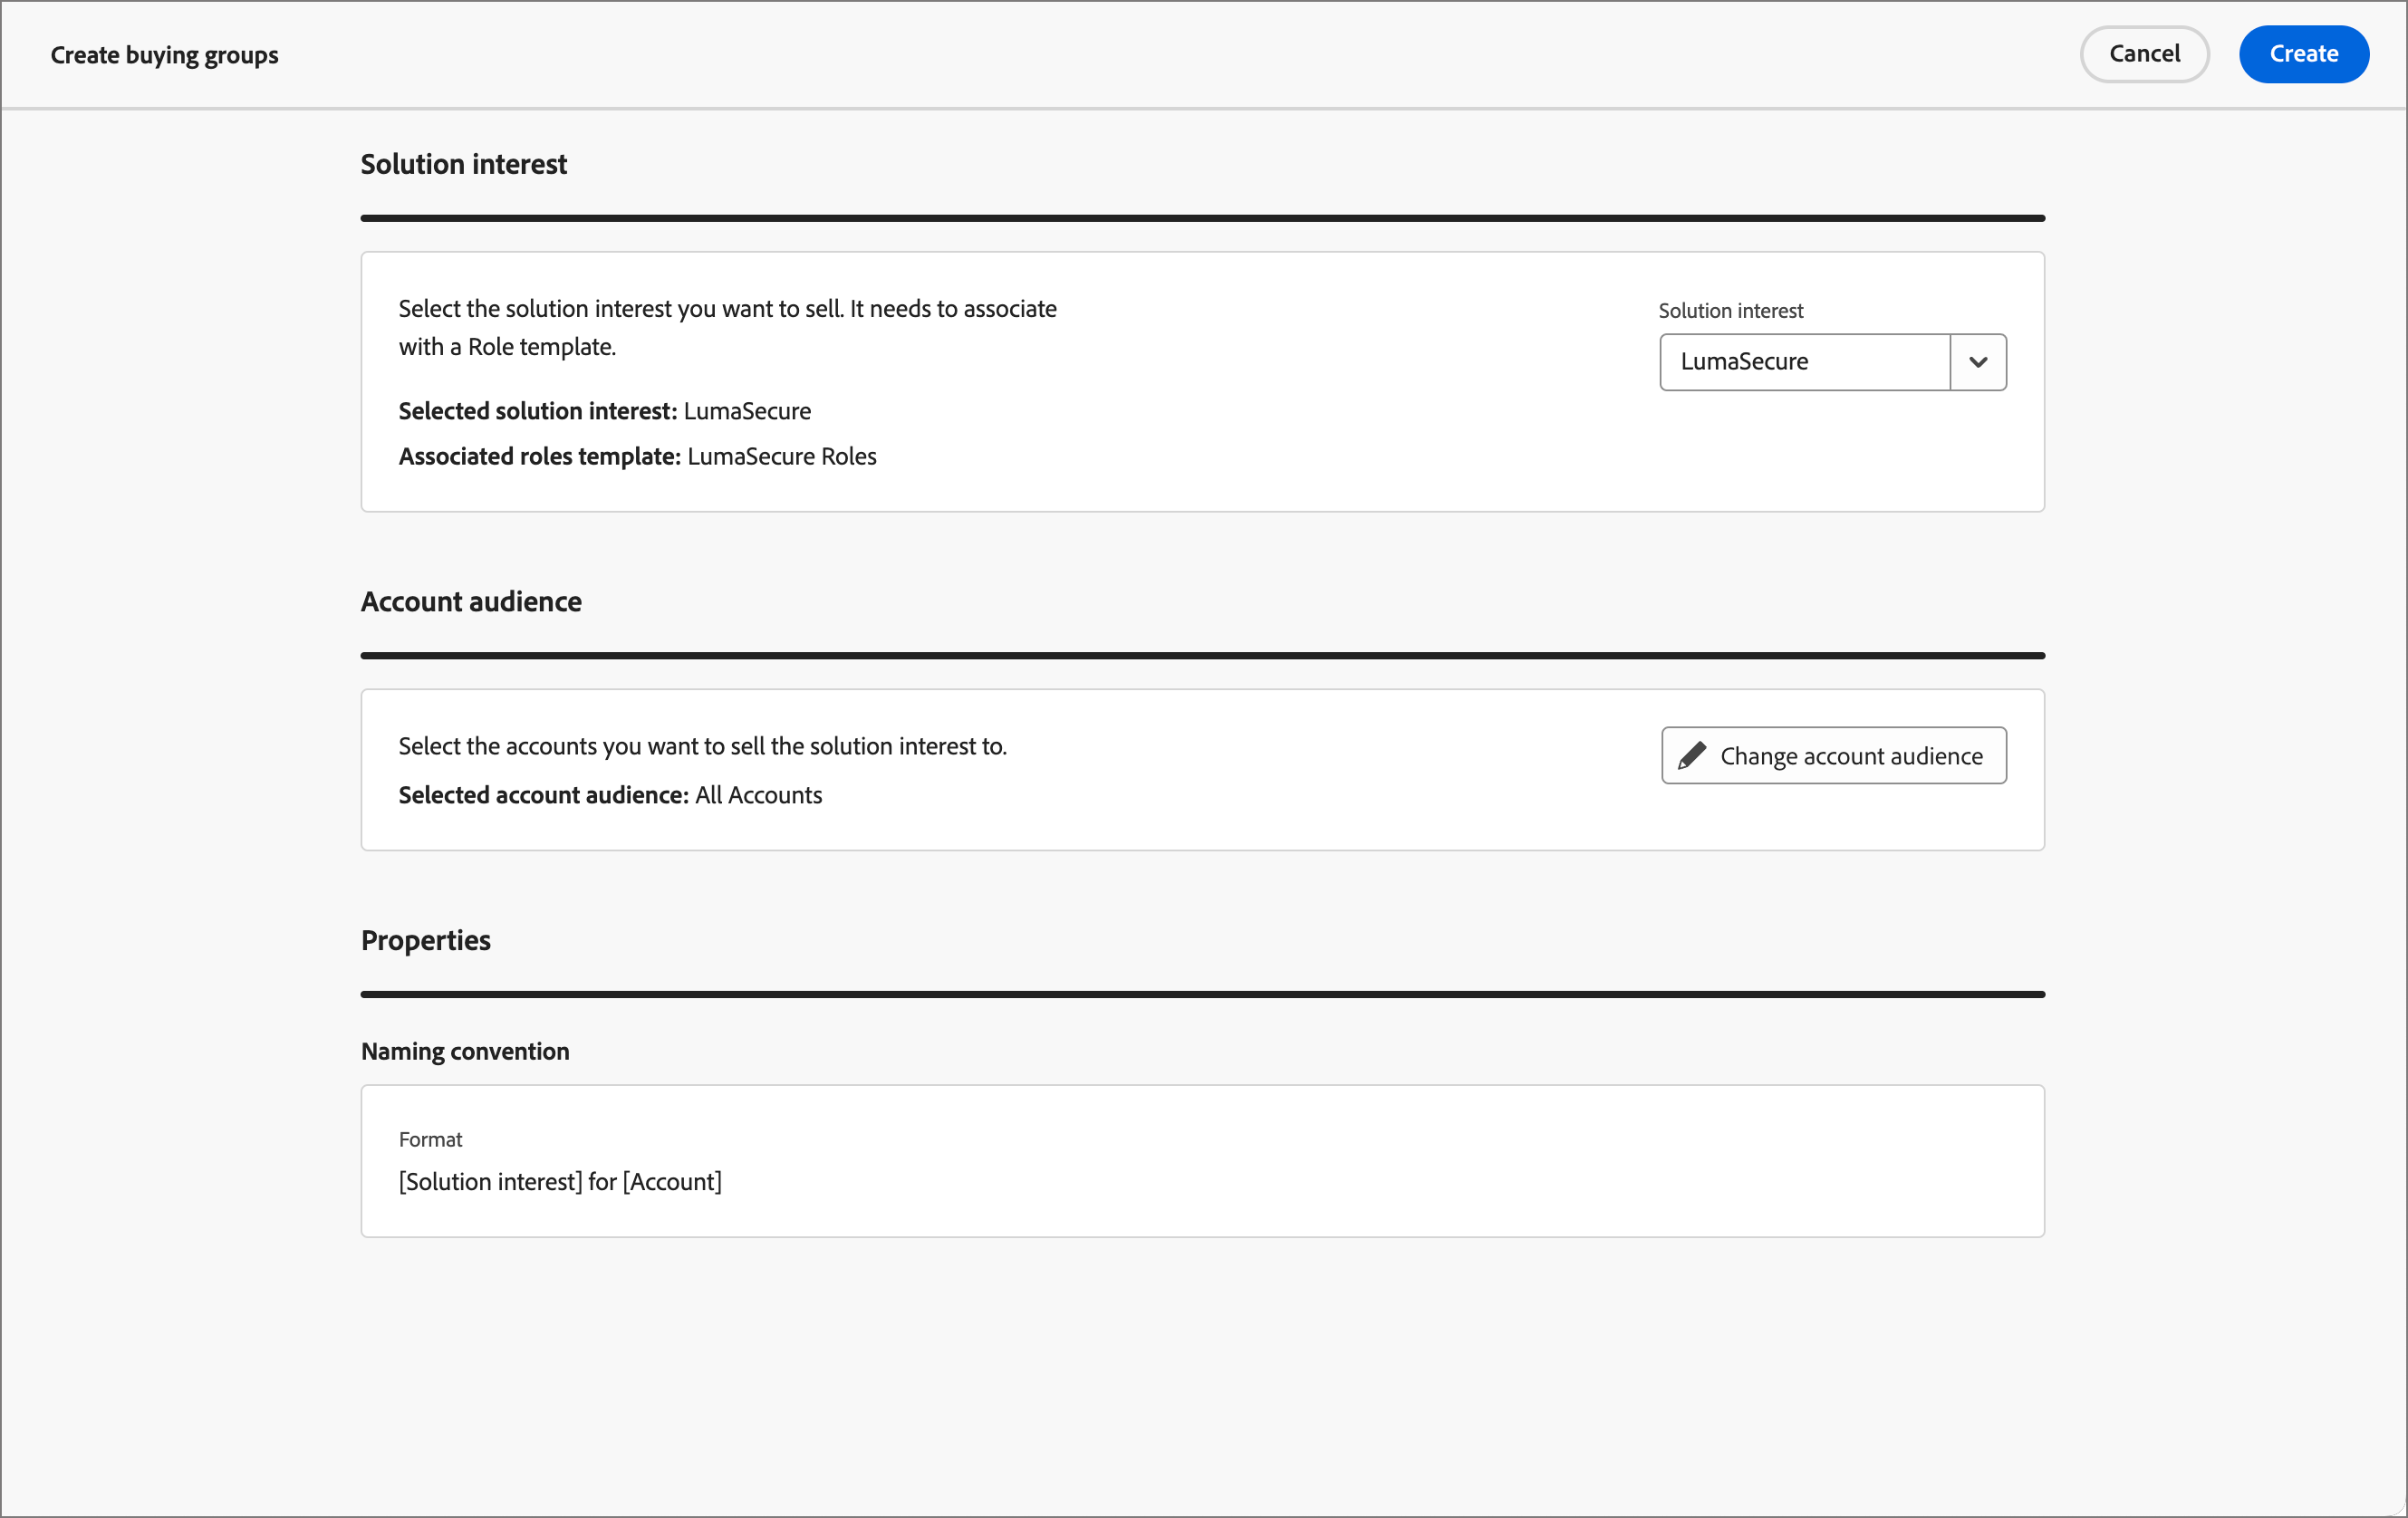 Create buying groups
Cancel
Create
Solution interest
Select the solution interest you want to sell. It needs to associate
with a Role template.
Selected solution interest: LumaSecure
Associated roles template: LumaSecure Roles
Solution interest
LumaSecure
Account audience
Select the accounts you want to sell the solution interest to.
Selected account audience: All Accounts
Change account audience
Properties
Naming convention
Format
[Solution interest] for [Account]